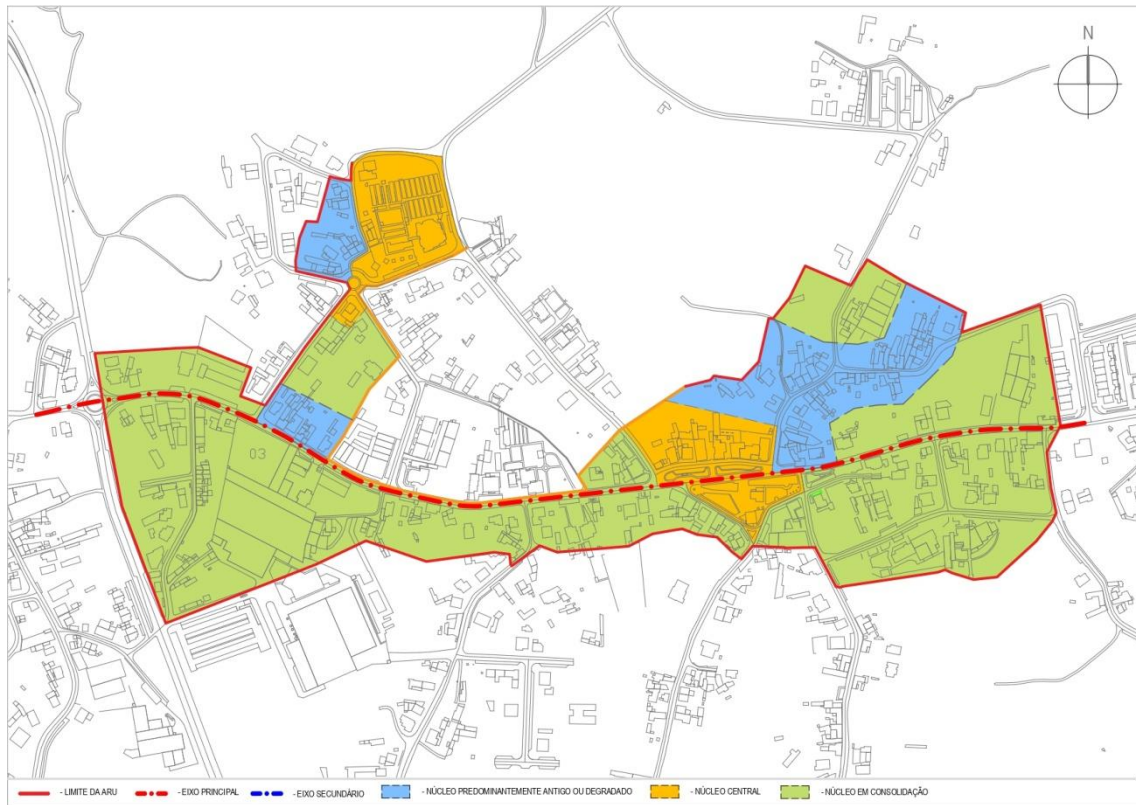 N
03
- LIMITE DA ARU - EIXO PRINCIPAL - EIXO SECUNDÁRIO - NÚCLEO PREDOMINANTEMENTE ANTIGO OU DEGRADADO - NÚCLEO CENTRAL - NÚCLEO EM CONSOLIDAÇÃO